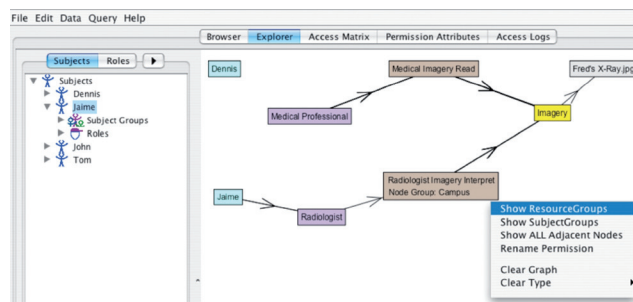 File Edit Data Query Help
Browser Explorer Access Matrix Permission Attributes Access Logs
Subjects Roles
Subjects
Dennis
Jaime
Subject Groups
Roles
John
Tom
Dennis
Medical Imagery Read
Fred's X-Ray.jpg
Medical Professional
Imagery
Radiologist Imagery Interpret
Node Group: Campus
Jaime
Radiologist
Show ResourceGroups
Show SubjectGroups
Show ALL Adjacent Nodes
Rename Permission
Clear Graph
Clear Type